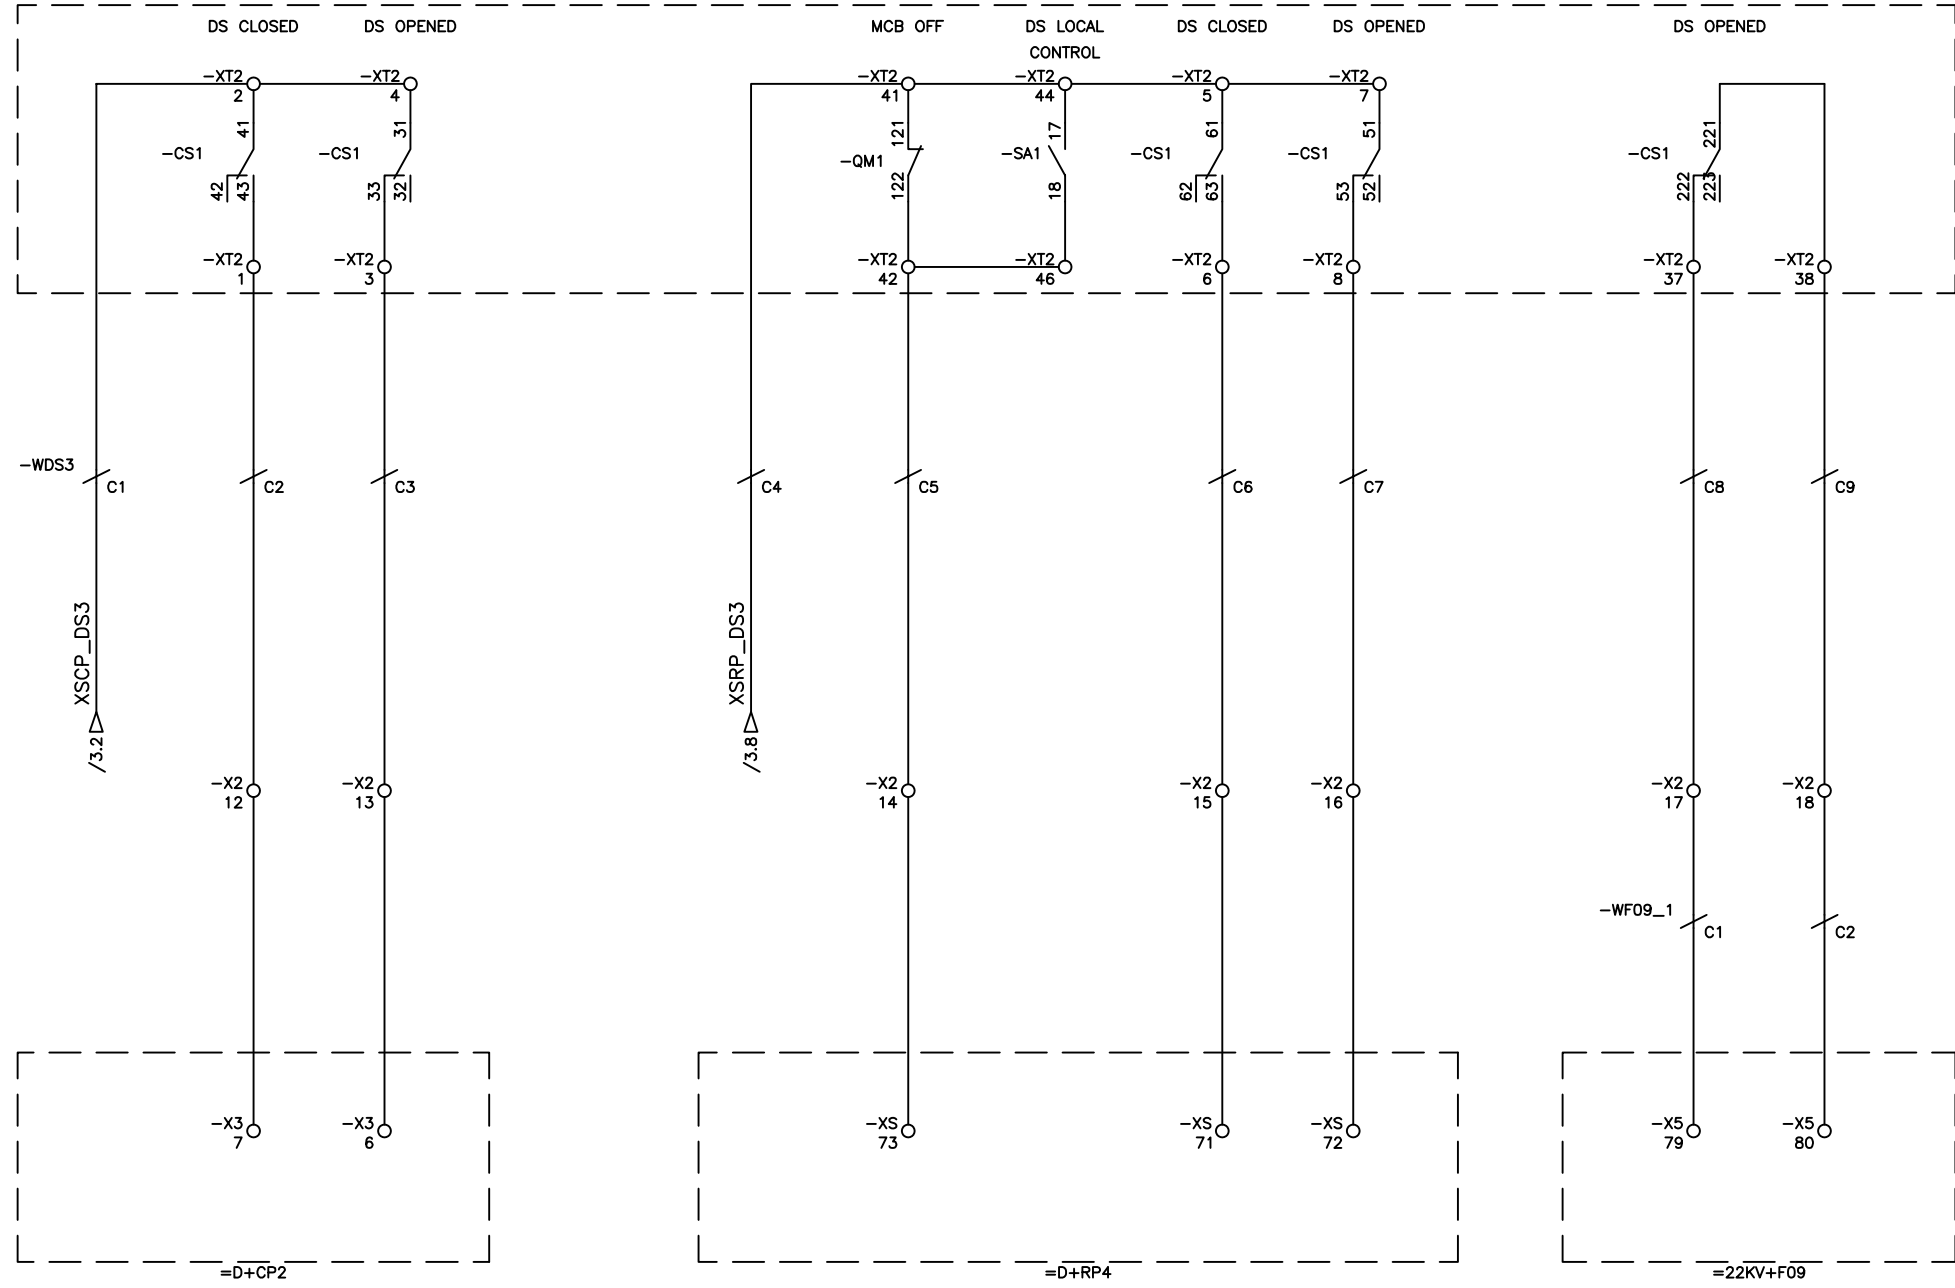 DS CLOSED DS OPENED MCB OFF DS LOCAL DS CLOSED DS OPENED DS OPENED
CONTROL
-XT2 -XT2 -XT2 -XT2 -XT2 -XT2
2 4 41 44 5 7
41 31 121 17 61 51 221
-CS1 -CS1 -QM1 -SA1 -CS1 -CS1 -CS1
42 43 33 32 122 18 62 63 53 52 222 223
-XT2 -XT2 -XT2 -XT2 -XT2 -XT2 -XT2 -XT2
1 3 42 46 6 8 37 38
-WDS3
C1 C2 C3 C4 C5 C6 C7 C8 C9
XSCP_DS3 XSRP_DS3
/3.2 /3.8
-X2 -X2 -X2 -X2 -X2 -X2 -X2
12 13 14 15 16 17 18
-WF09_1
C1 C2
-X3 -X3 -XS -XS -XS -X5 -X5
7 6 73 71 72 79 80
=D+CP2 =D+RP4 =22KV+F09